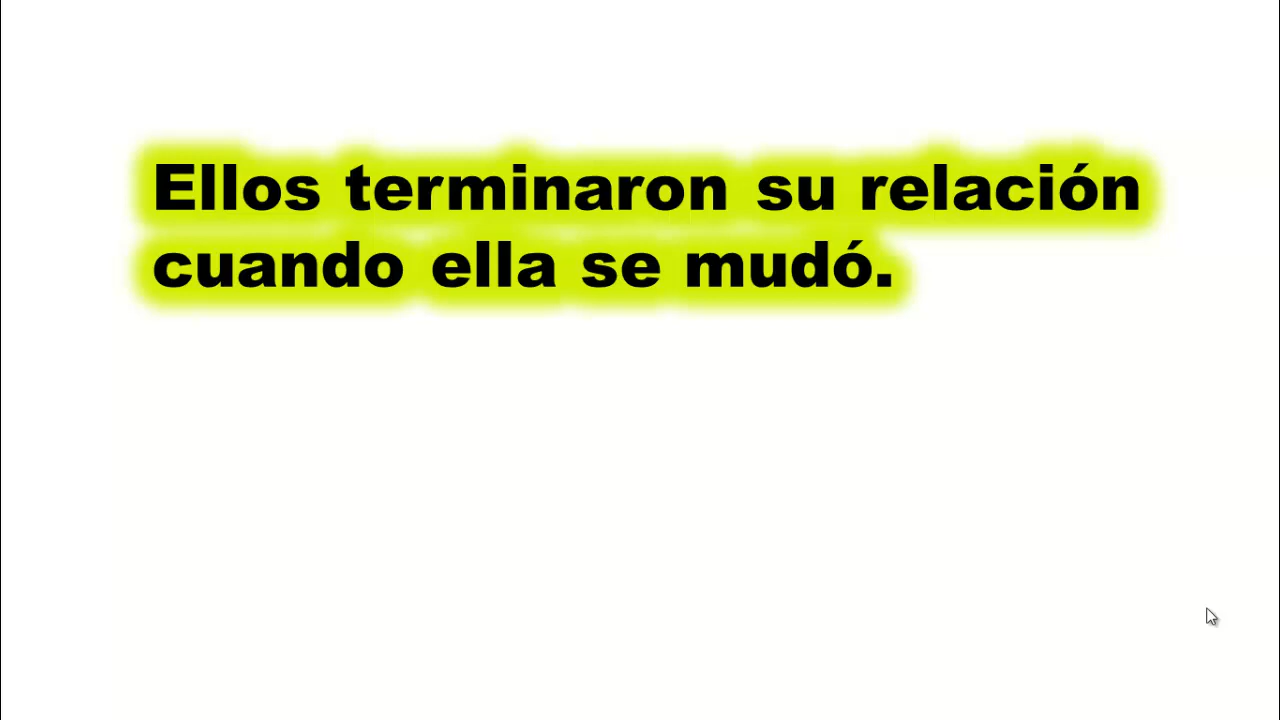 Ellos terminaron su relación
cuando ella se mudó.